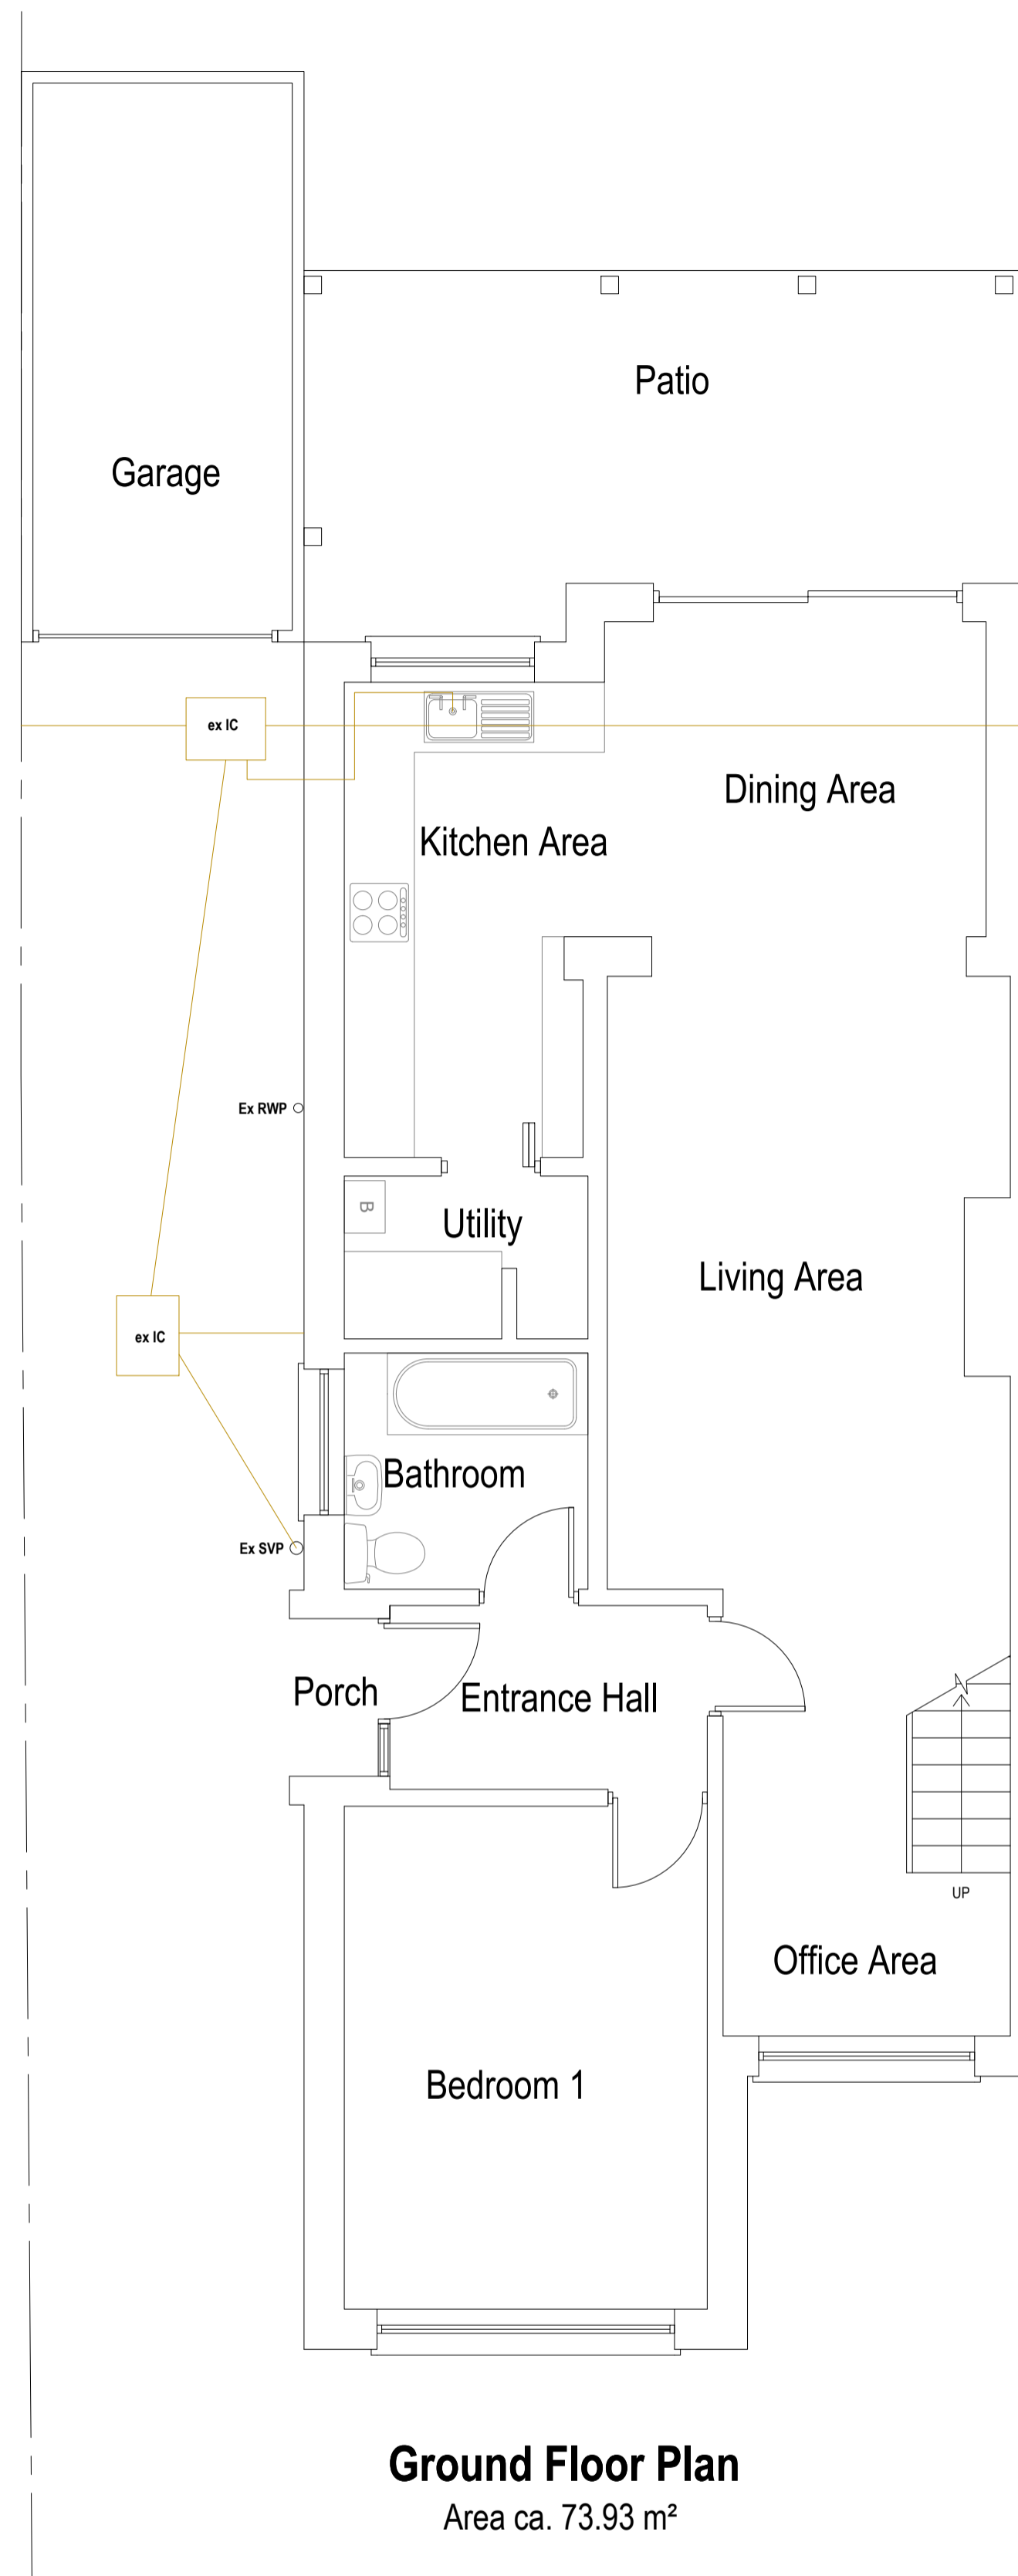 Patio
Garage
ex IC
Dining Area
Kitchen Area
Ex RWP
B
Utility
Living Area
ex IC
Bathroom
Ex SVP
Porch
Entrance Hall
UP
Office Area
Bedroom 1
Ground Floor Plan
Area ca. 73.93 m²